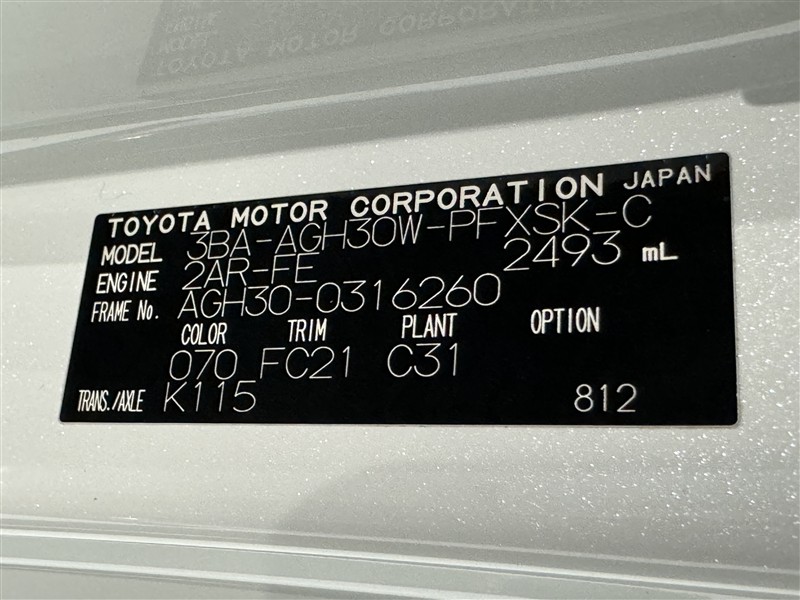 TOYOTA MOTOR CORPORATION JAPAN
MODEL 3BA-AGH30W-PFXSK-C
ENGINE 2AR-FE 2493 mL
FRAME No. AGH30-0316260
COLOR TRIM PLANT OPTION
070 FC21 C31
TRANS./AXLE K115 812